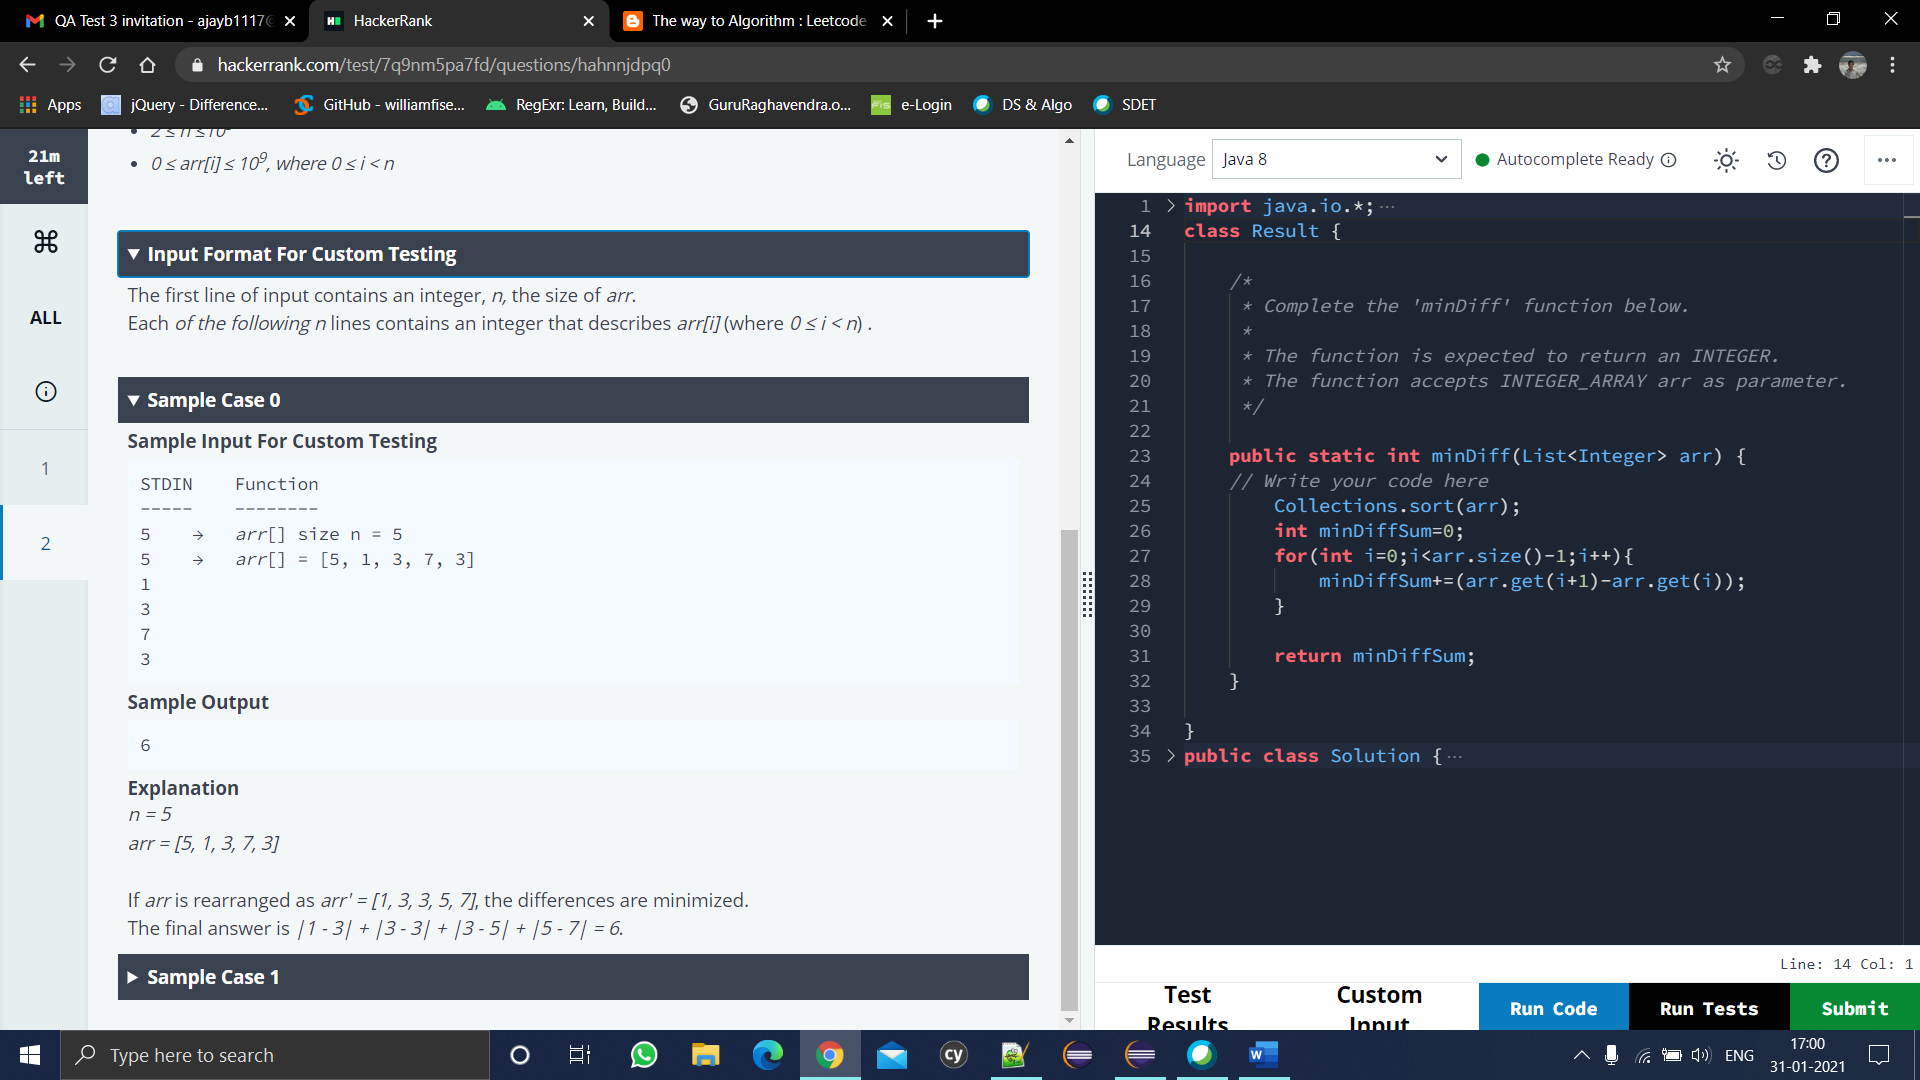 QA Test 3 invitation - ajayb1117@
HackerRank
The way to Algorithm : Leetcode
hackerrank.com/test/7q9nm5pa7fd/questions/hahnnjdpq0
Apps
jQuery - Difference...
GitHub - williamfise...
RegExr: Learn, Build...
GuruRaghavendra.o...
e-Login
DS & Algo
SDET
21m
left
ALL
1
2
• 0 ≤ arr[i] ≤ 10⁹, where 0 ≤ i < n
▼ Input Format For Custom Testing
The first line of input contains an integer, n, the size of arr.
Each of the following n lines contains an integer that describes arr[i] (where 0 ≤ i < n) .
▼ Sample Case 0
Sample Input For Custom Testing
STDIN    Function
-----    --------
5    →    arr[] size n = 5
5    →    arr[] = [5, 1, 3, 7, 3]
1
3
7
3
Sample Output
6
Explanation
n = 5
arr = [5, 1, 3, 7, 3]
If arr is rearranged as arr' = [1, 3, 3, 5, 7], the differences are minimized.
The final answer is |1 - 3| + |3 - 3| + |3 - 5| + |5 - 7| = 6.
▶ Sample Case 1
Language
Java 8
Autocomplete Ready
1 > import java.io.*; ...
14 class Result {
15
16     /*
17      * Complete the 'minDiff' function below.
18      *
19      * The function is expected to return an INTEGER.
20      * The function accepts INTEGER_ARRAY arr as parameter.
21      */
22
23     public static int minDiff(List<Integer> arr) {
24     // Write your code here
25         Collections.sort(arr);
26         int minDiffSum=0;
27         for(int i=0;i<arr.size()-1;i++){
28             minDiffSum+=(arr.get(i+1)-arr.get(i));
29         }
30
31         return minDiffSum;
32     }
33
34 }
35 > public class Solution { ...
Line: 14 Col: 1
Test
Results
Custom
Input
Run Code
Run Tests
Submit
Type here to search
ENG
17:00
31-01-2021